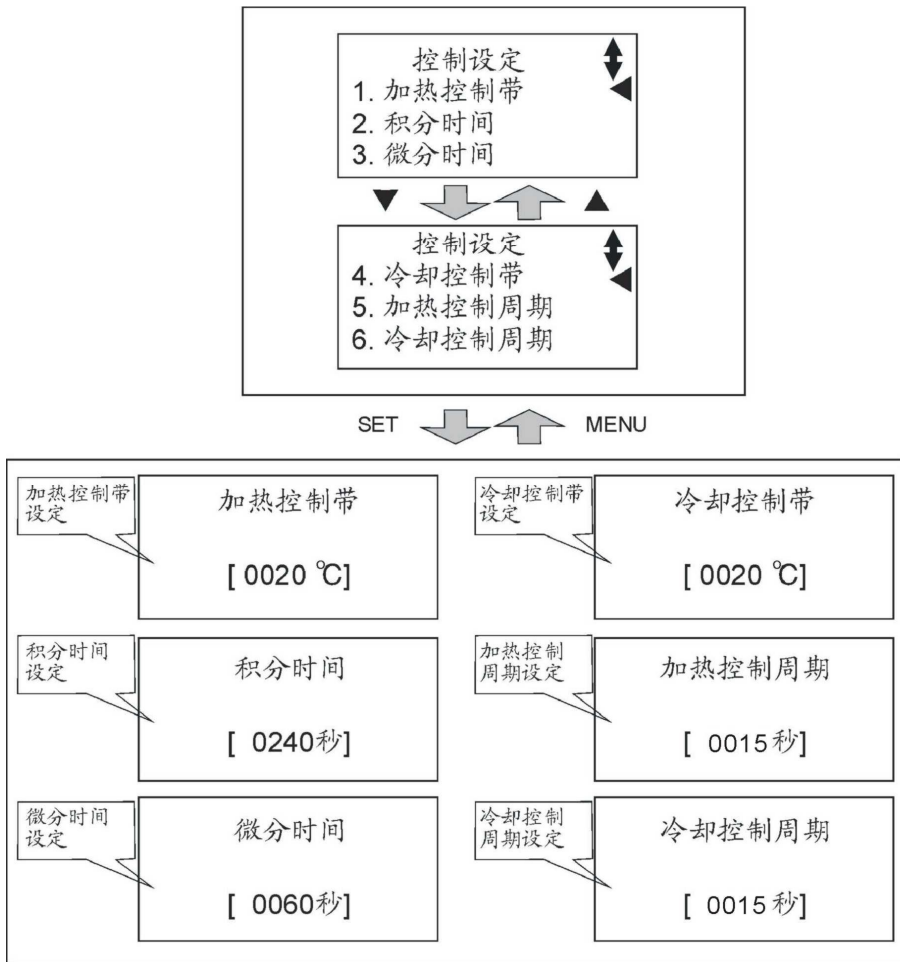 控制设定
1. 加热控制带
2. 积分时间
3. 微分时间
控制设定
4. 冷却控制带
5. 加热控制周期
6. 冷却控制周期
SET MENU
加热控制带
设定
加热控制带
[ 0020 ℃]
冷却控制带
设定
冷却控制带
[ 0020 ℃]
积分时间
设定
积分时间
[ 0240秒]
加热控制
周期设定
加热控制周期
[ 0015秒]
微分时间
设定
微分时间
[ 0060秒]
冷却控制
周期设定
冷却控制周期
[ 0015秒]